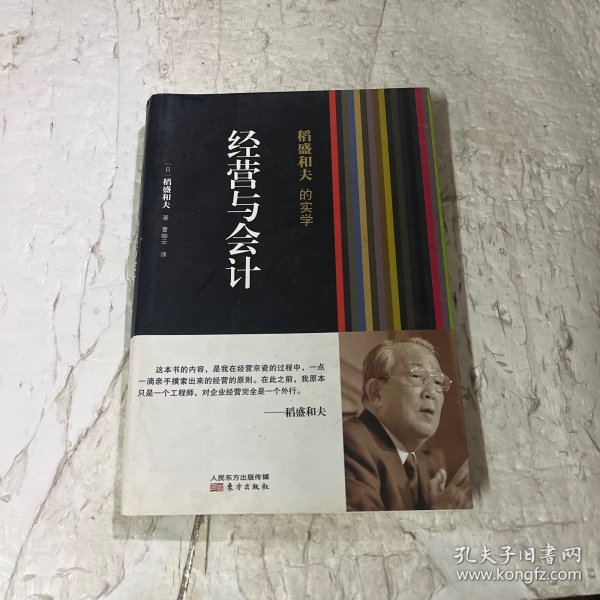 稻盛和夫 的实学
经营与会计
［日］稻盛和夫 著 曹岫云 译
这本书的内容，是我在经营京瓷的过程中，一点
一滴亲手摸索出来的经营的原则。在此之前，我原本
只是一个工程师，对企业经营完全是一个外行。
——稻盛和夫
人民东方出版传媒
东方出版社
孔夫子旧书网
www.kongfz.com